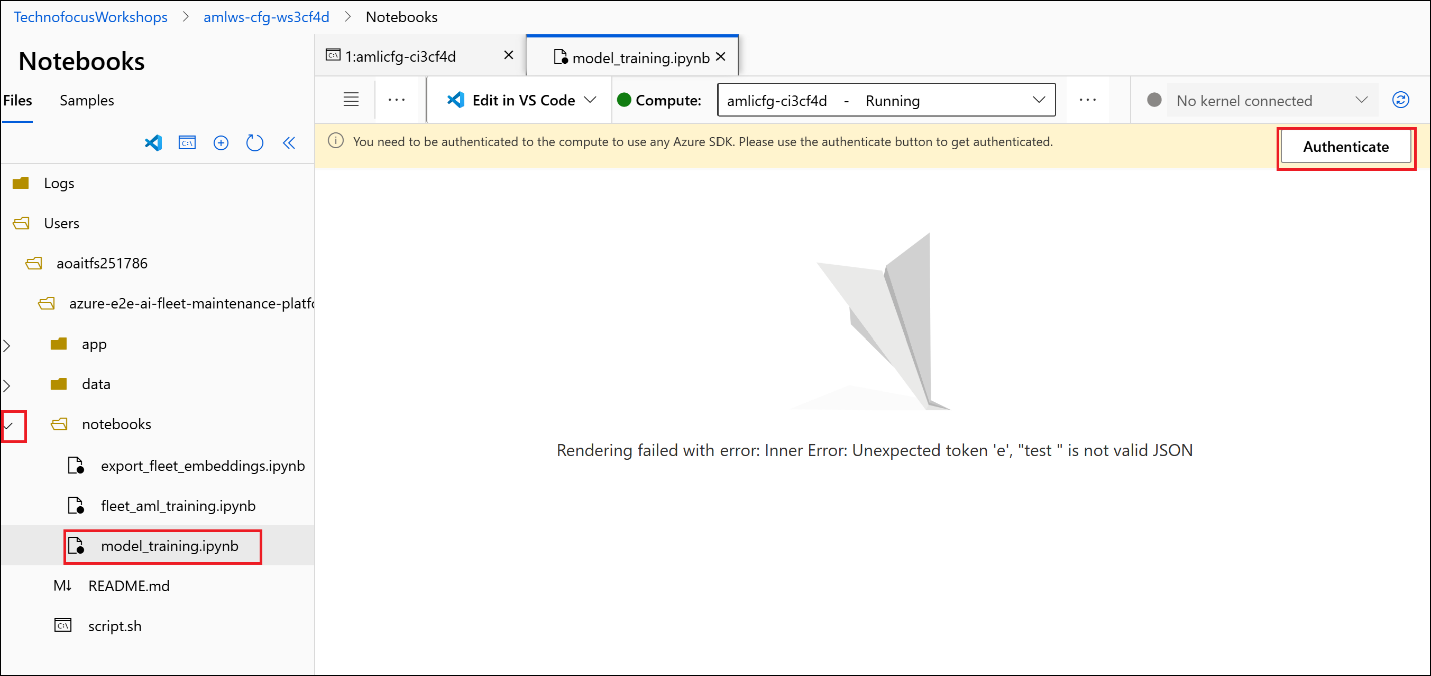 TechnofocusWorkshops > amlws-cfg-ws3cf4d > Notebooks
Notebooks
Files Samples
1:amlicfg-ci3cf4d
model_training.ipynb
Edit in VS Code
Compute:
amlicfg-ci3cf4d - Running
No kernel connected
You need to be authenticated to the compute to use any Azure SDK. Please use the authenticate button to get authenticated.
Authenticate
Logs
Users
aoaitfs251786
azure-e2e-ai-fleet-maintenance-platfo
app
data
notebooks
export_fleet_embeddings.ipynb
fleet_aml_training.ipynb
model_training.ipynb
M↓ README.md
script.sh
Rendering failed with error: Inner Error: Unexpected token 'e', "test " is not valid JSON